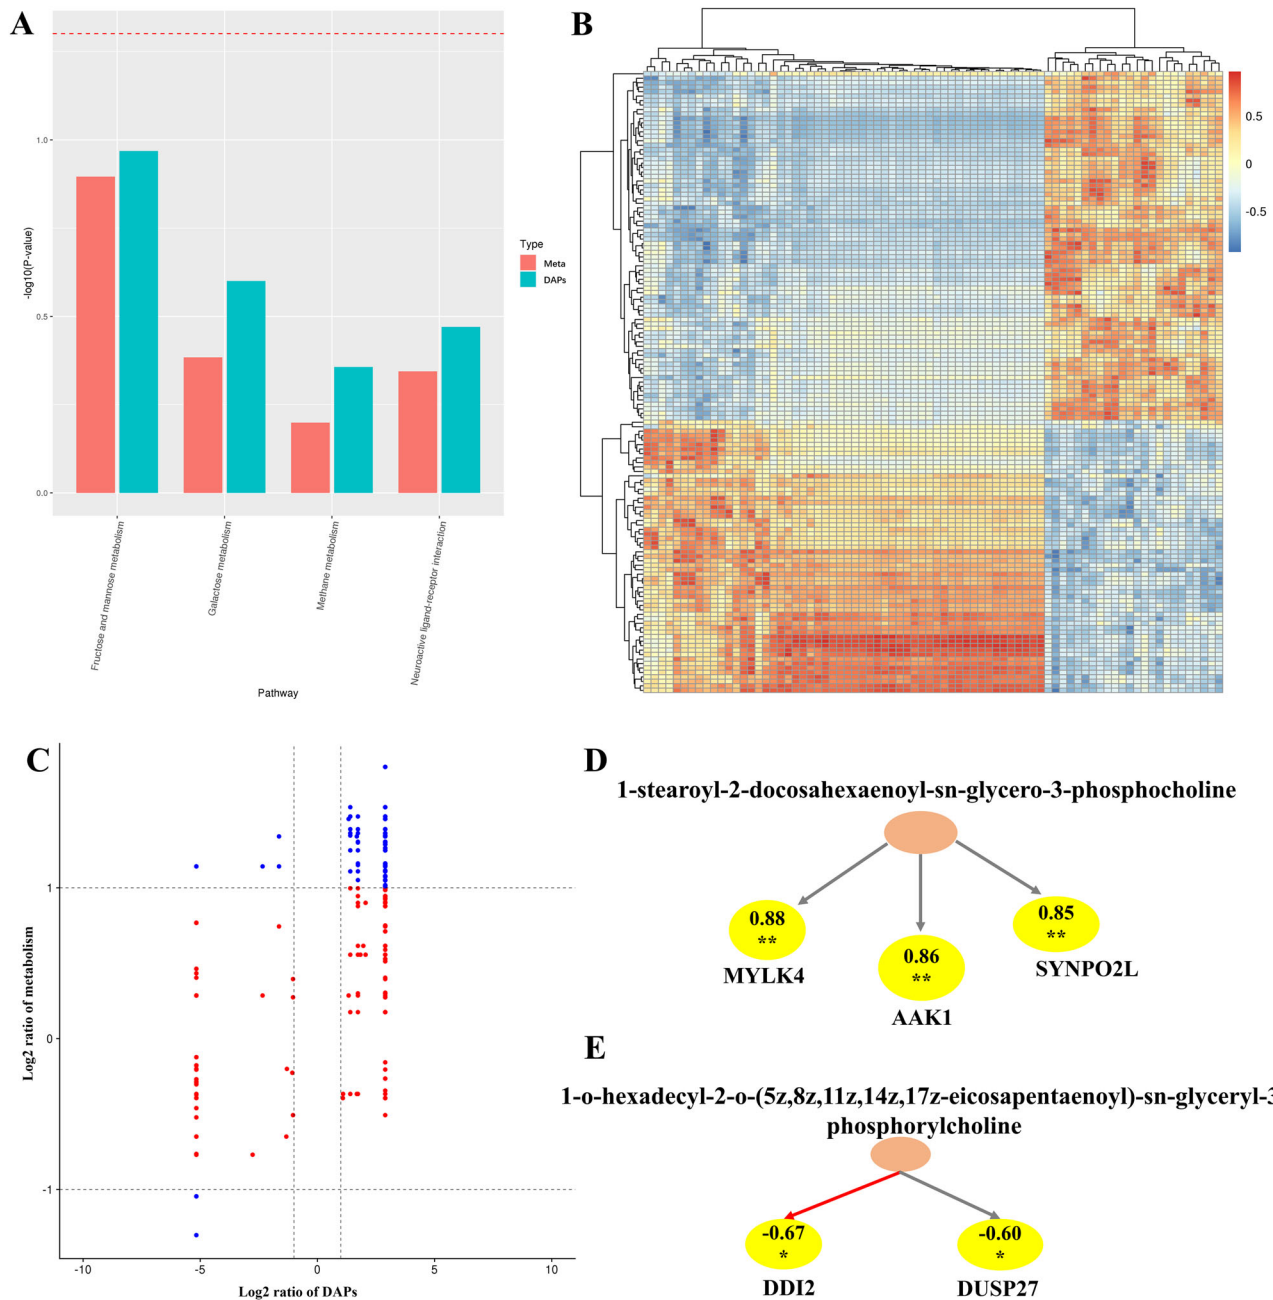 A
1.0
0.5
0.0
-log10(P-value)
Fructose and mannose metabolism
Galactose metabolism
Methane metabolism
Neuroactive ligand-receptor interaction
Pathway
Type
Meta
DAPs
B
0.5
0
-0.5
C
1
0
-1
Log2 ratio of metabolism
-10
-5
0
5
10
Log2 ratio of DAPs
D
1-stearoyl-2-docosahexaenoyl-sn-glycero-3-phosphocholine
0.88
**
MYLK4
0.86
**
AAK1
0.85
**
SYNPO2L
E
1-o-hexadecyl-2-o-(5z,8z,11z,14z,17z-eicosapentaenoyl)-sn-glyceryl-3
phosphorylcholine
-0.67
*
DDI2
-0.60
*
DUSP27